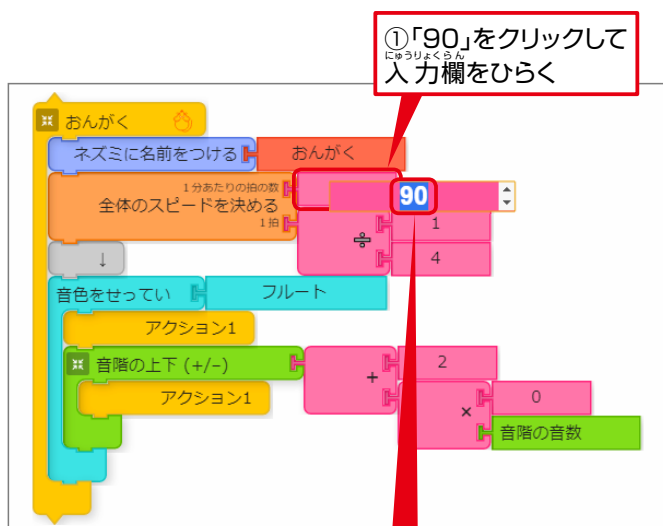 ①「90」をクリックして
にゅうりょくらん
入力欄をひらく
おんがく
ネズミに名前をつける
おんがく
1分あたりの拍の数
90
全体のスピードを決める
1拍
÷
1
4
↓
音色をせってい
フルート
アクション1
音階の上下 (+/−)
+
2
アクション1
×
0
音階の音数